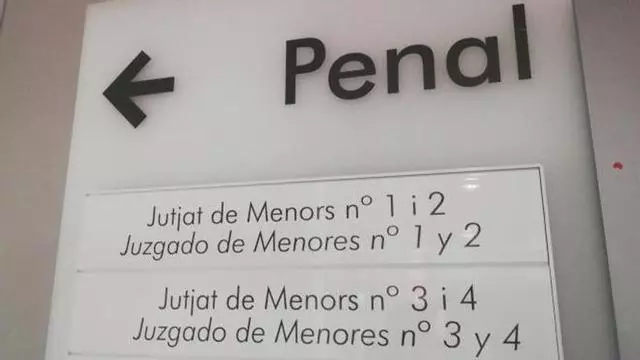 Penal
Jutjat de Menors nº 1 i 2
Juzgado de Menores nº 1 y 2
Jutjat de Menors nº 3 i 4
Juzgado de Menores nº 3 y 4